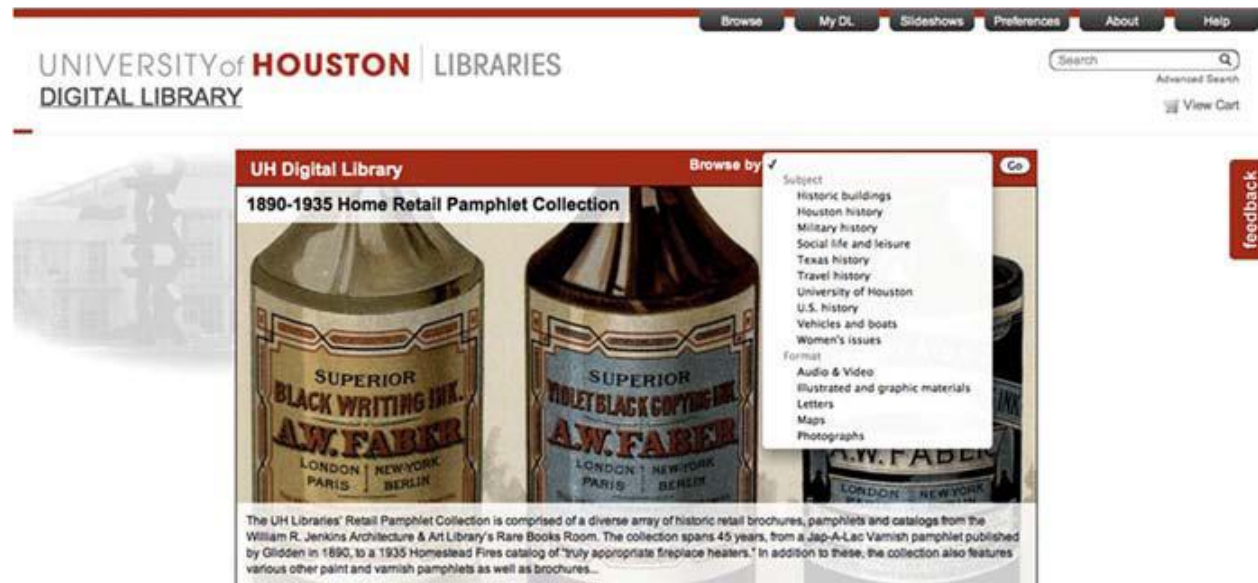 Browse My DL Slideshows Preferences About Help
UNIVERSITY of HOUSTON LIBRARIES
DIGITAL LIBRARY
Search
Advanced Search
View Cart
feedback
UH Digital Library
Browse by ✓
Go
1890-1935 Home Retail Pamphlet Collection
Subject
Historic buildings
Houston history
Military history
Social life and leisure
Texas history
Travel history
University of Houston
U.S. history
Vehicles and boats
Women's issues
Format
Audio & Video
Illustrated and graphic materials
Letters
Maps
Photographs
SUPERIOR
BLACK WRITING INK.
A.W. FABER
LONDON NEW-YORK
PARIS BERLIN
SUPERIOR
VIOLET BLACK COPYING INK.
A.W. FABER
LONDON NEW-YORK
PARIS BERLIN
INK
A.W. FABER
LONDON NEW-YORK
The UH Libraries' Retail Pamphlet Collection is comprised of a diverse array of historic retail brochures, pamphlets and catalogs from the
William R. Jenkins Architecture & Art Library's Rare Books Room. The collection spans 45 years, from a Jap-A-Lac Varnish pamphlet published
by Glidden in 1890, to a 1935 Homestead Fires catalog of "truly appropriate fireplace heaters." In addition to these, the collection also features
various other paint and varnish pamphlets as well as brochures...